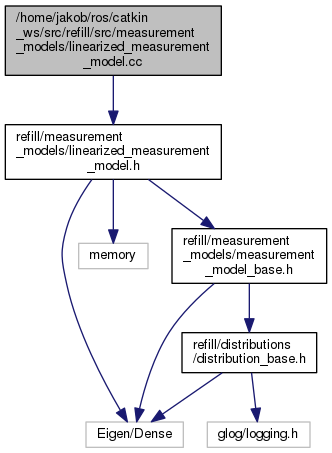 /home/jakob/ros/catkin
_ws/src/refill/src/measurement
_models/linearized_measurement
_model.cc
refill/measurement
_models/linearized_measurement
_model.h
memory
refill/measurement
_models/measurement
_model_base.h
refill/distributions
/distribution_base.h
Eigen/Dense
glog/logging.h